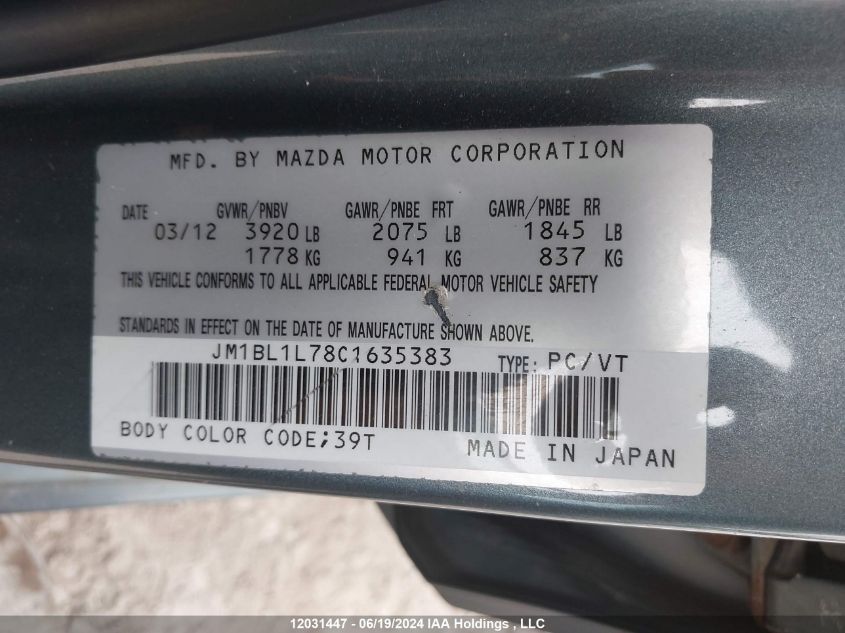 MFD. BY MAZDA MOTOR CORPORATION
DATE GVWR/PNBV GAWR/PNBE FRT GAWR/PNBE RR
03/12 3920 LB 2075 LB 1845 LB
1778 KG 941 KG 837 KG
THIS VEHICLE CONFORMS TO ALL APPLICABLE FEDERAL MOTOR VEHICLE SAFETY
STANDARDS IN EFFECT ON THE DATE OF MANUFACTURE SHOWN ABOVE.
JM1BL1L78C1635383 TYPE: PC/VT
BODY COLOR CODE;39T MADE IN JAPAN
12031447 - 06/19/2024 IAA Holdings, LLC